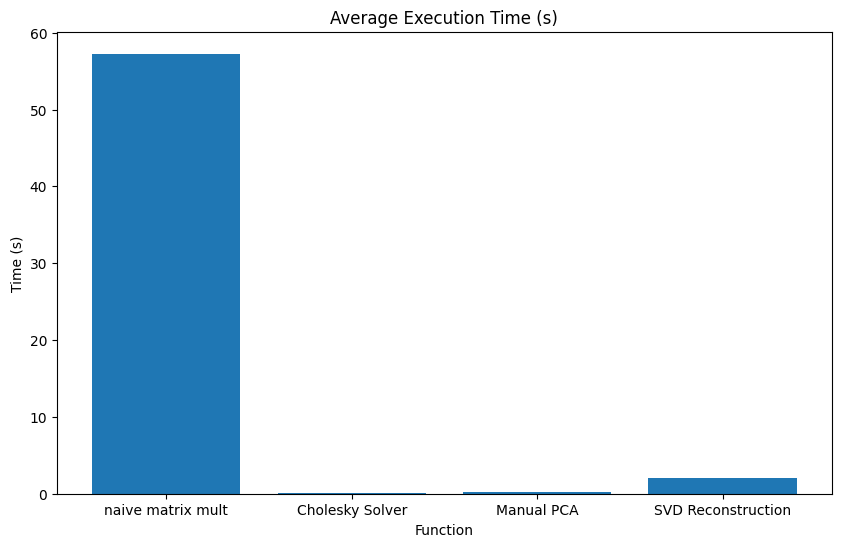 Average Execution Time (s)
60
50
40
30
20
10
0
Time (s)
naive matrix mult
Cholesky Solver
Manual PCA
SVD Reconstruction
Function